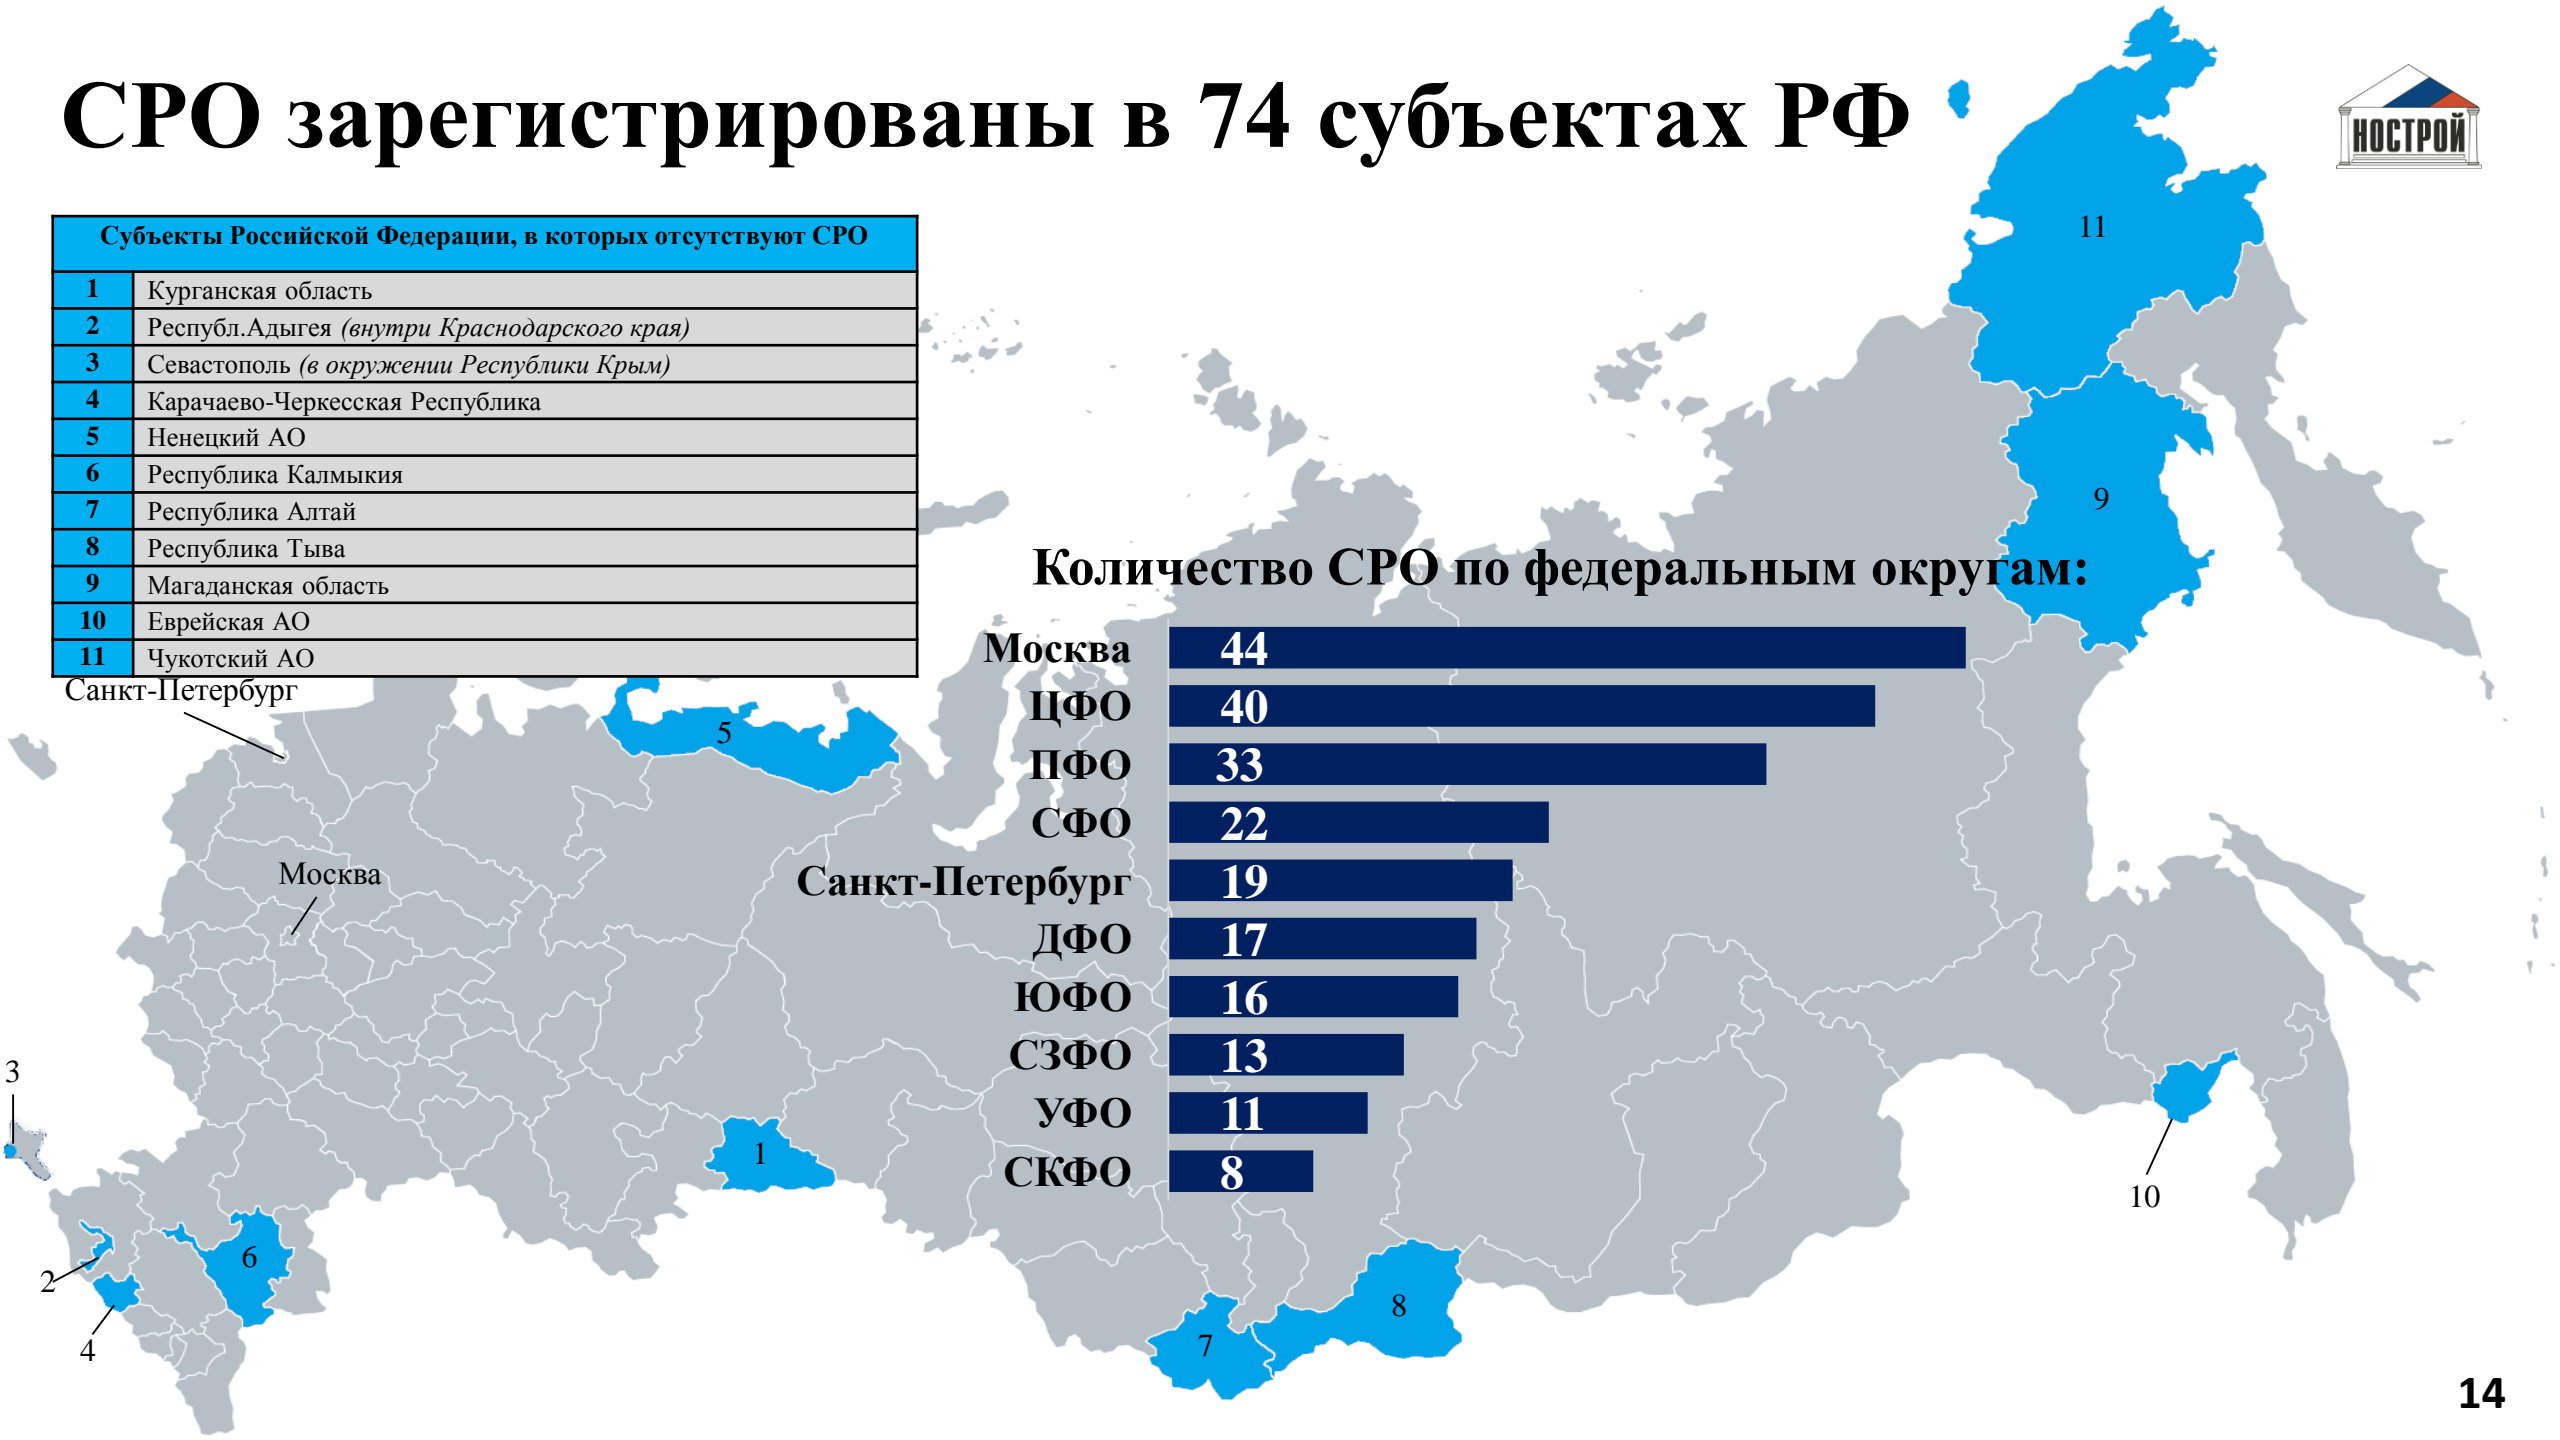 СРО зарегистрированы в 74 субъектах РФ
НОСТРОЙ
Субъекты Российской Федерации, в которых отсутствуют СРО
1 Курганская область
2 Республ.Адыгея (внутри Краснодарского края)
3 Севастополь (в окружении Республики Крым)
4 Карачаево-Черкесская Республика
5 Ненецкий АО
6 Республика Калмыкия
7 Республика Алтай
8 Республика Тыва
9 Магаданская область
10 Еврейская АО
11 Чукотский АО
Санкт-Петербург
Москва
Количество СРО по федеральным округам:
Москва 44
ЦФО 40
ПФО 33
СФО 22
Санкт-Петербург 19
ДФО 17
ЮФО 16
СЗФО 13
УФО 11
СКФО 8
11
9
5
3
1
10
6
2
8
7
4
14